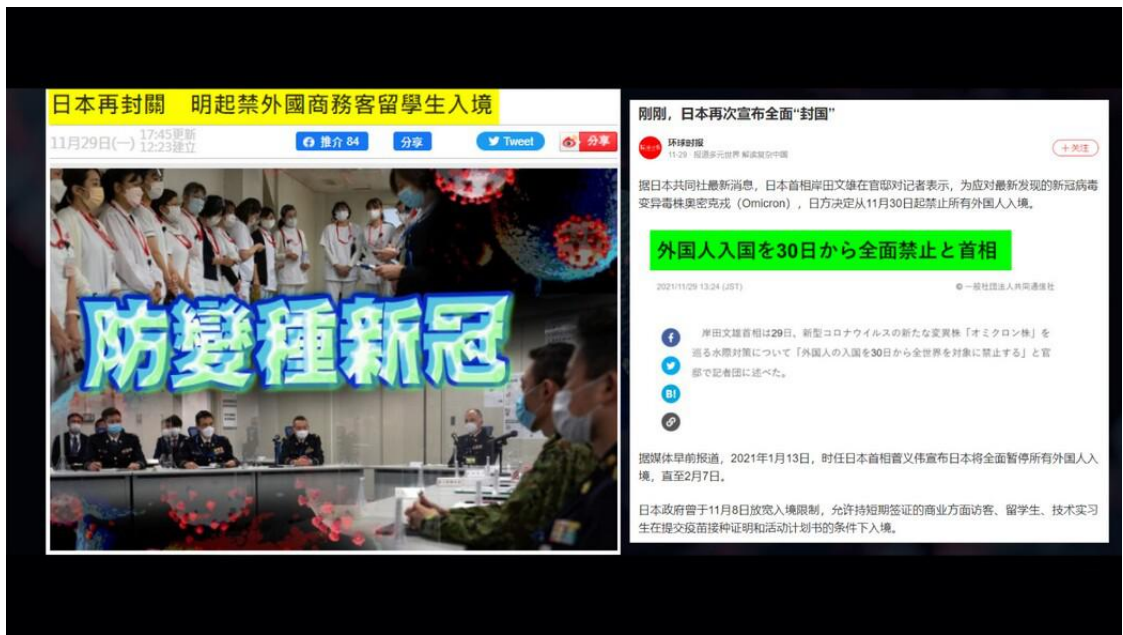 日本再封關　明起禁外國商務客留學生入境
11月29日(一) 17:45更新
12:23建立
推介 84
分享
Tweet
分享
防變種新冠
刚刚，日本再次宣布全面“封国”
环球时报
11-29 · 报道多元世界 解读复杂中国
+关注
据日本共同社最新消息，日本首相岸田文雄在官邸对记者表示，为应对最新发现的新冠病毒
变异毒株奥密克戎（Omicron），日方决定从11月30日起禁止所有外国人入境。
外国人入国を30日から全面禁止と首相
2021/11/29 13:24 (JST)
© 一般社団法人共同通信社
岸田文雄首相は29日、新型コロナウイルスの新たな変異株「オミクロン株」を
巡る水際対策について「外国人の入国を30日から全世界を対象に禁止する」と官
邸で記者団に述べた。
B!
据媒体早前报道，2021年1月13日，时任日本首相菅义伟宣布日本将全面暂停所有外国人入
境，直至2月7日。
日本政府曾于11月8日放宽入境限制，允许持短期签证的商业方面访客、留学生、技术实习
生在提交疫苗接种证明和活动计划书的条件下入境。